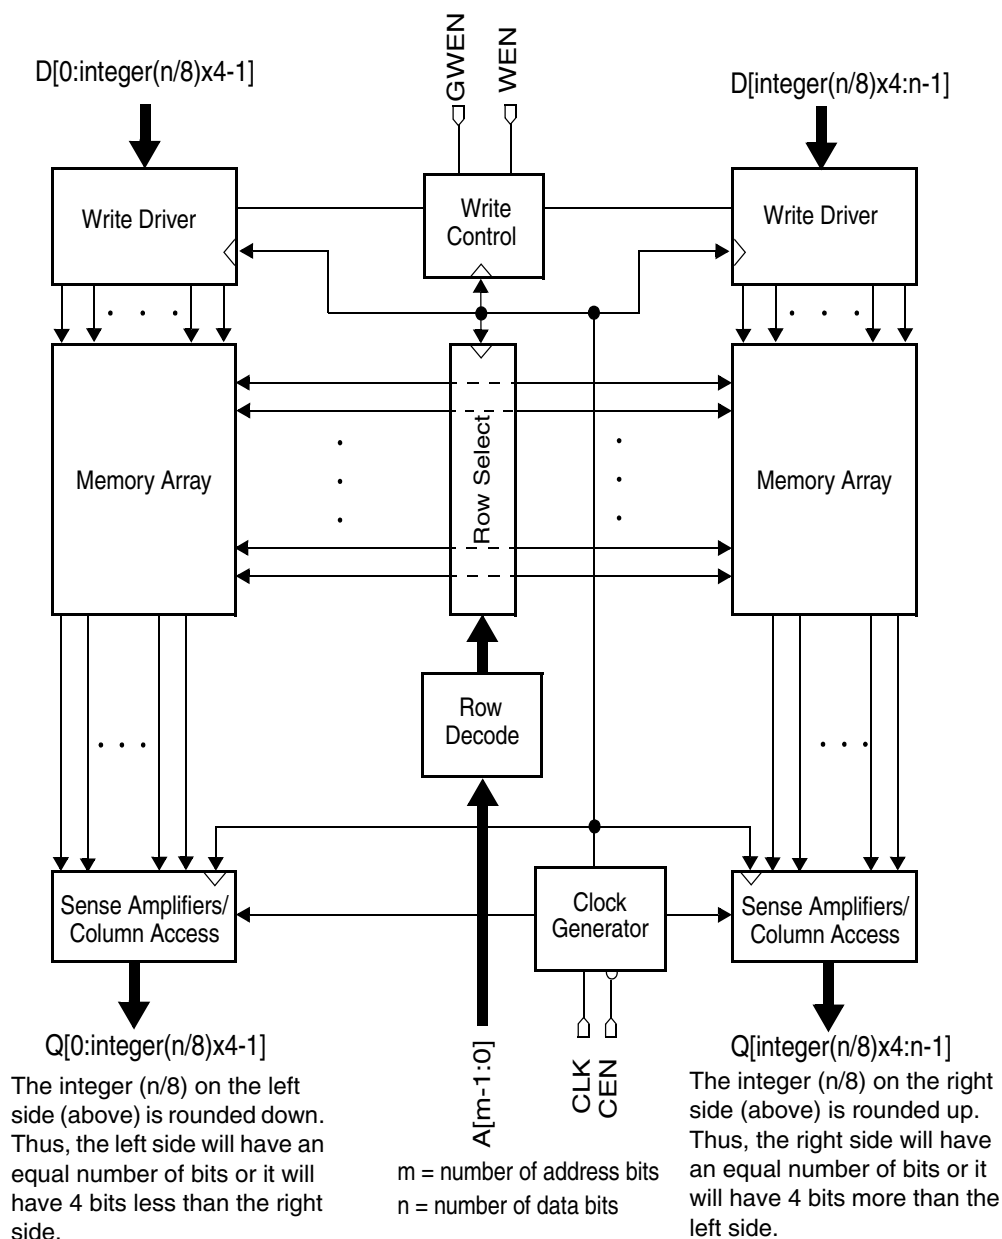 GWEN
WEN
D[0:integer(n/8)x4-1]
D[integer(n/8)x4:n-1]
Write Driver
Write
Control
Write Driver
Memory Array
Row Select
Memory Array
Row
Decode
Sense Amplifiers/
Column Access
Clock
Generator
Sense Amplifiers/
Column Access
Q[0:integer(n/8)x4-1]
A[m-1:0]
CLK
CEN
Q[integer(n/8)x4:n-1]
The integer (n/8) on the left
side (above) is rounded down.
Thus, the left side will have an
equal number of bits or it will
have 4 bits less than the right
side.
m = number of address bits
n = number of data bits
The integer (n/8) on the right
side (above) is rounded up.
Thus, the right side will have
an equal number of bits or it
will have 4 bits more than the
left side.